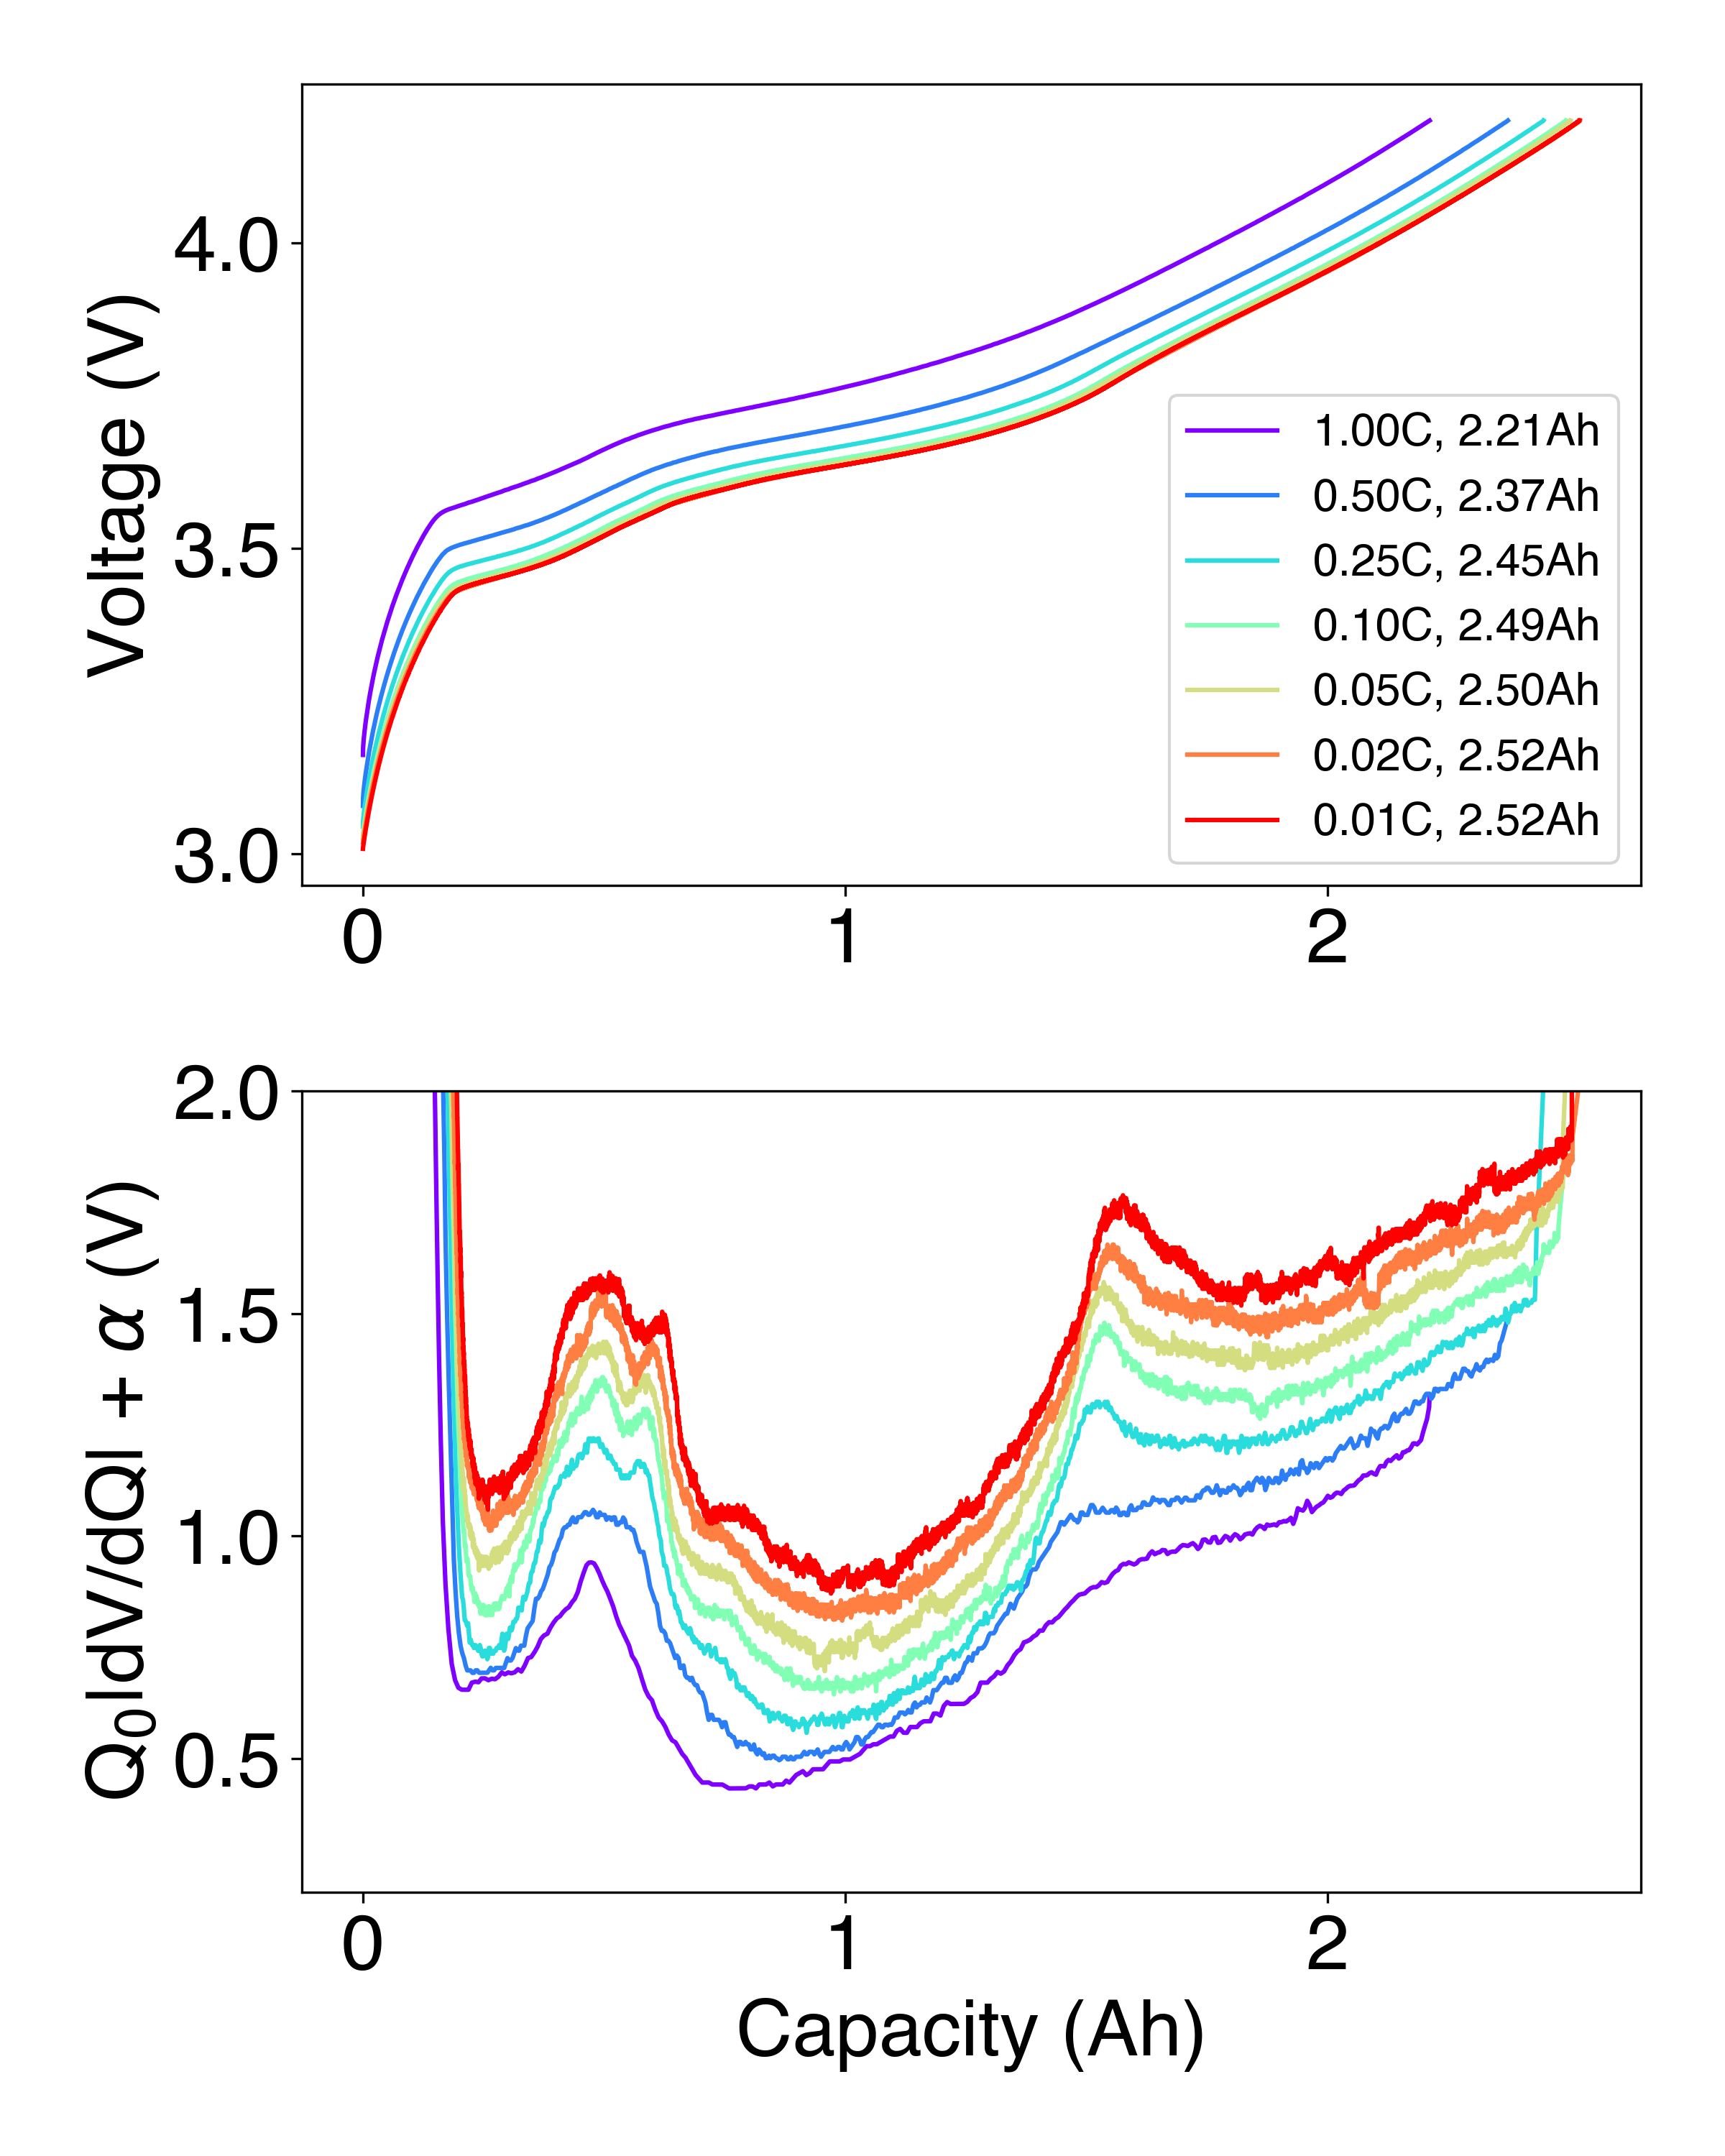 Voltage (V)
4.0
3.5
3.0
0 1 2
1.00C, 2.21Ah
0.50C, 2.37Ah
0.25C, 2.45Ah
0.10C, 2.49Ah
0.05C, 2.50Ah
0.02C, 2.52Ah
0.01C, 2.52Ah
Q₀|dV/dQ| + α (V)
2.0
1.5
1.0
0.5
0 1 2
Capacity (Ah)